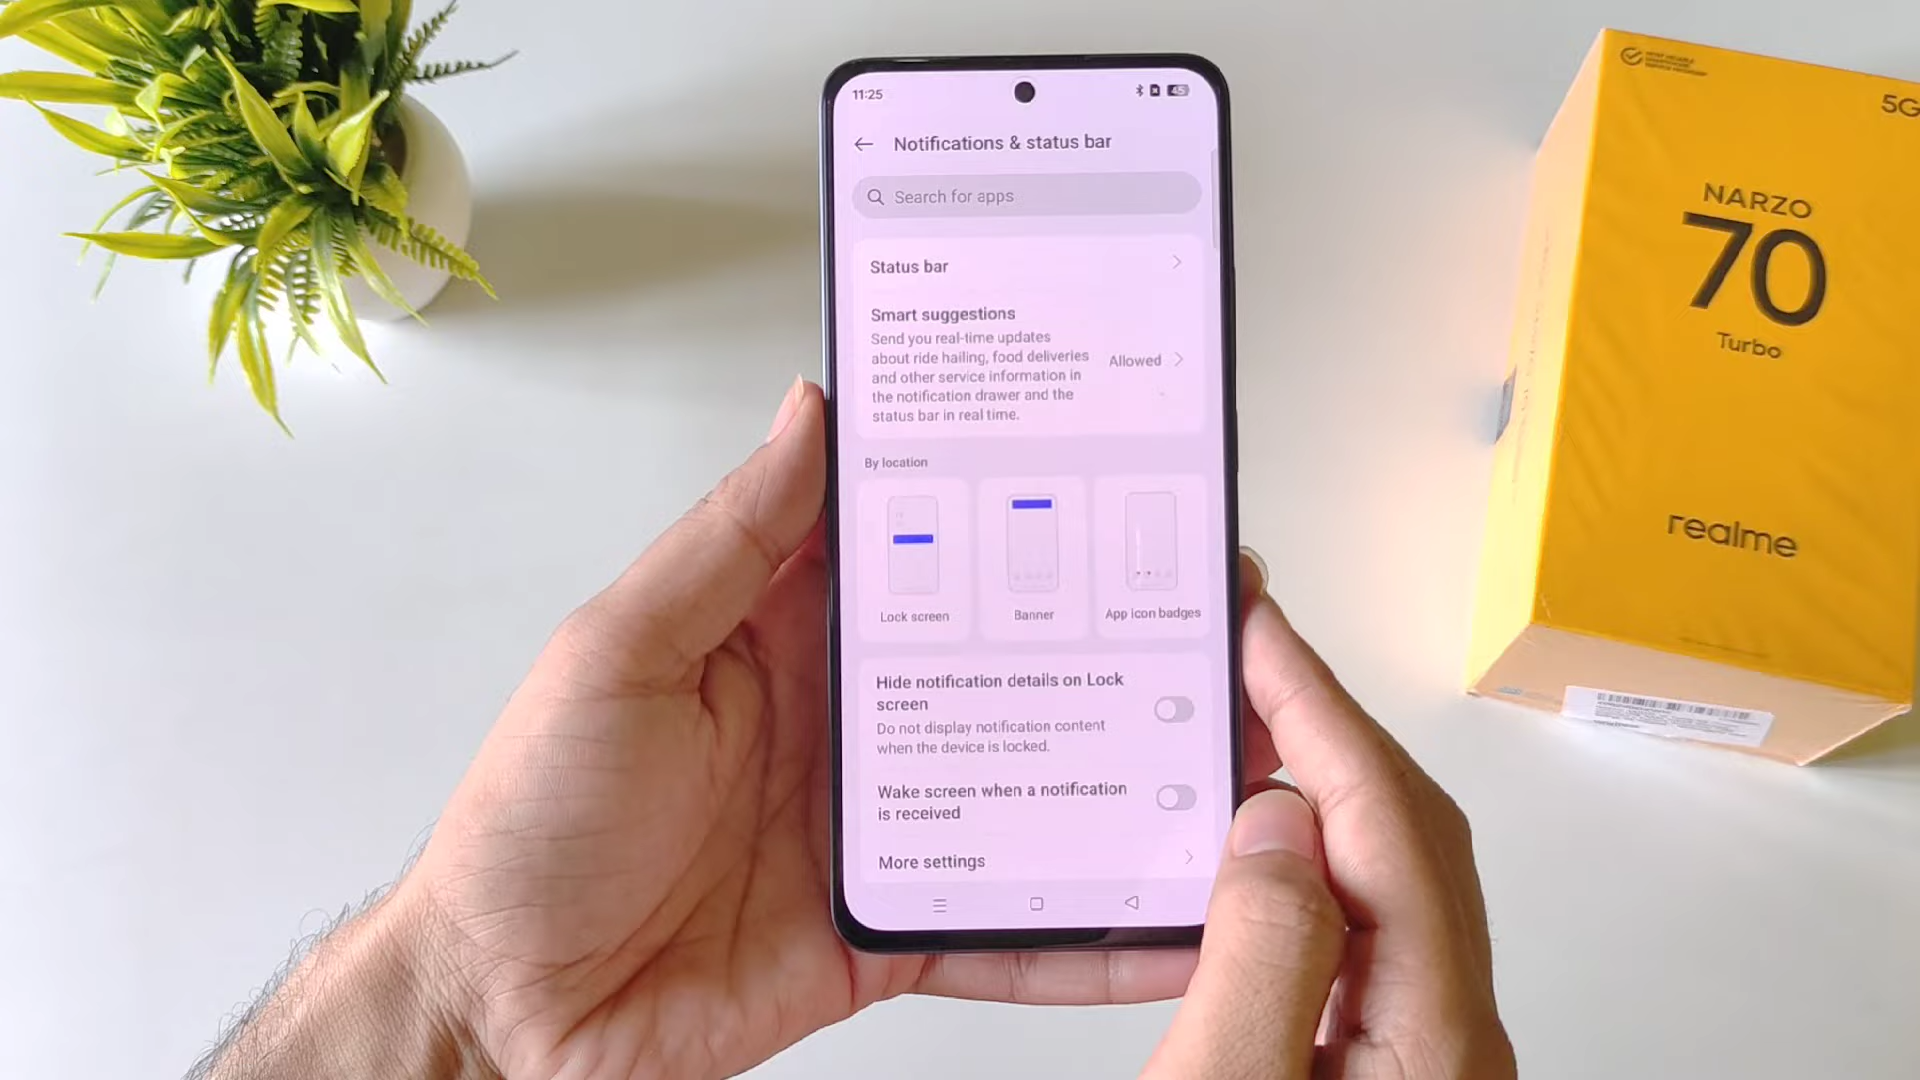 11:25
45
Notifications & status bar
Search for apps
Status bar
Smart suggestions
Send you real-time updates
about ride hailing, food deliveries
and other service information in
the notification drawer and the
status bar in real time.
Allowed
By location
Lock screen
Banner
App icon badges
Hide notification details on Lock
screen
Do not display notification content
when the device is locked.
Wake screen when a notification
is received
More settings
5G
NARZO
70
Turbo
realme